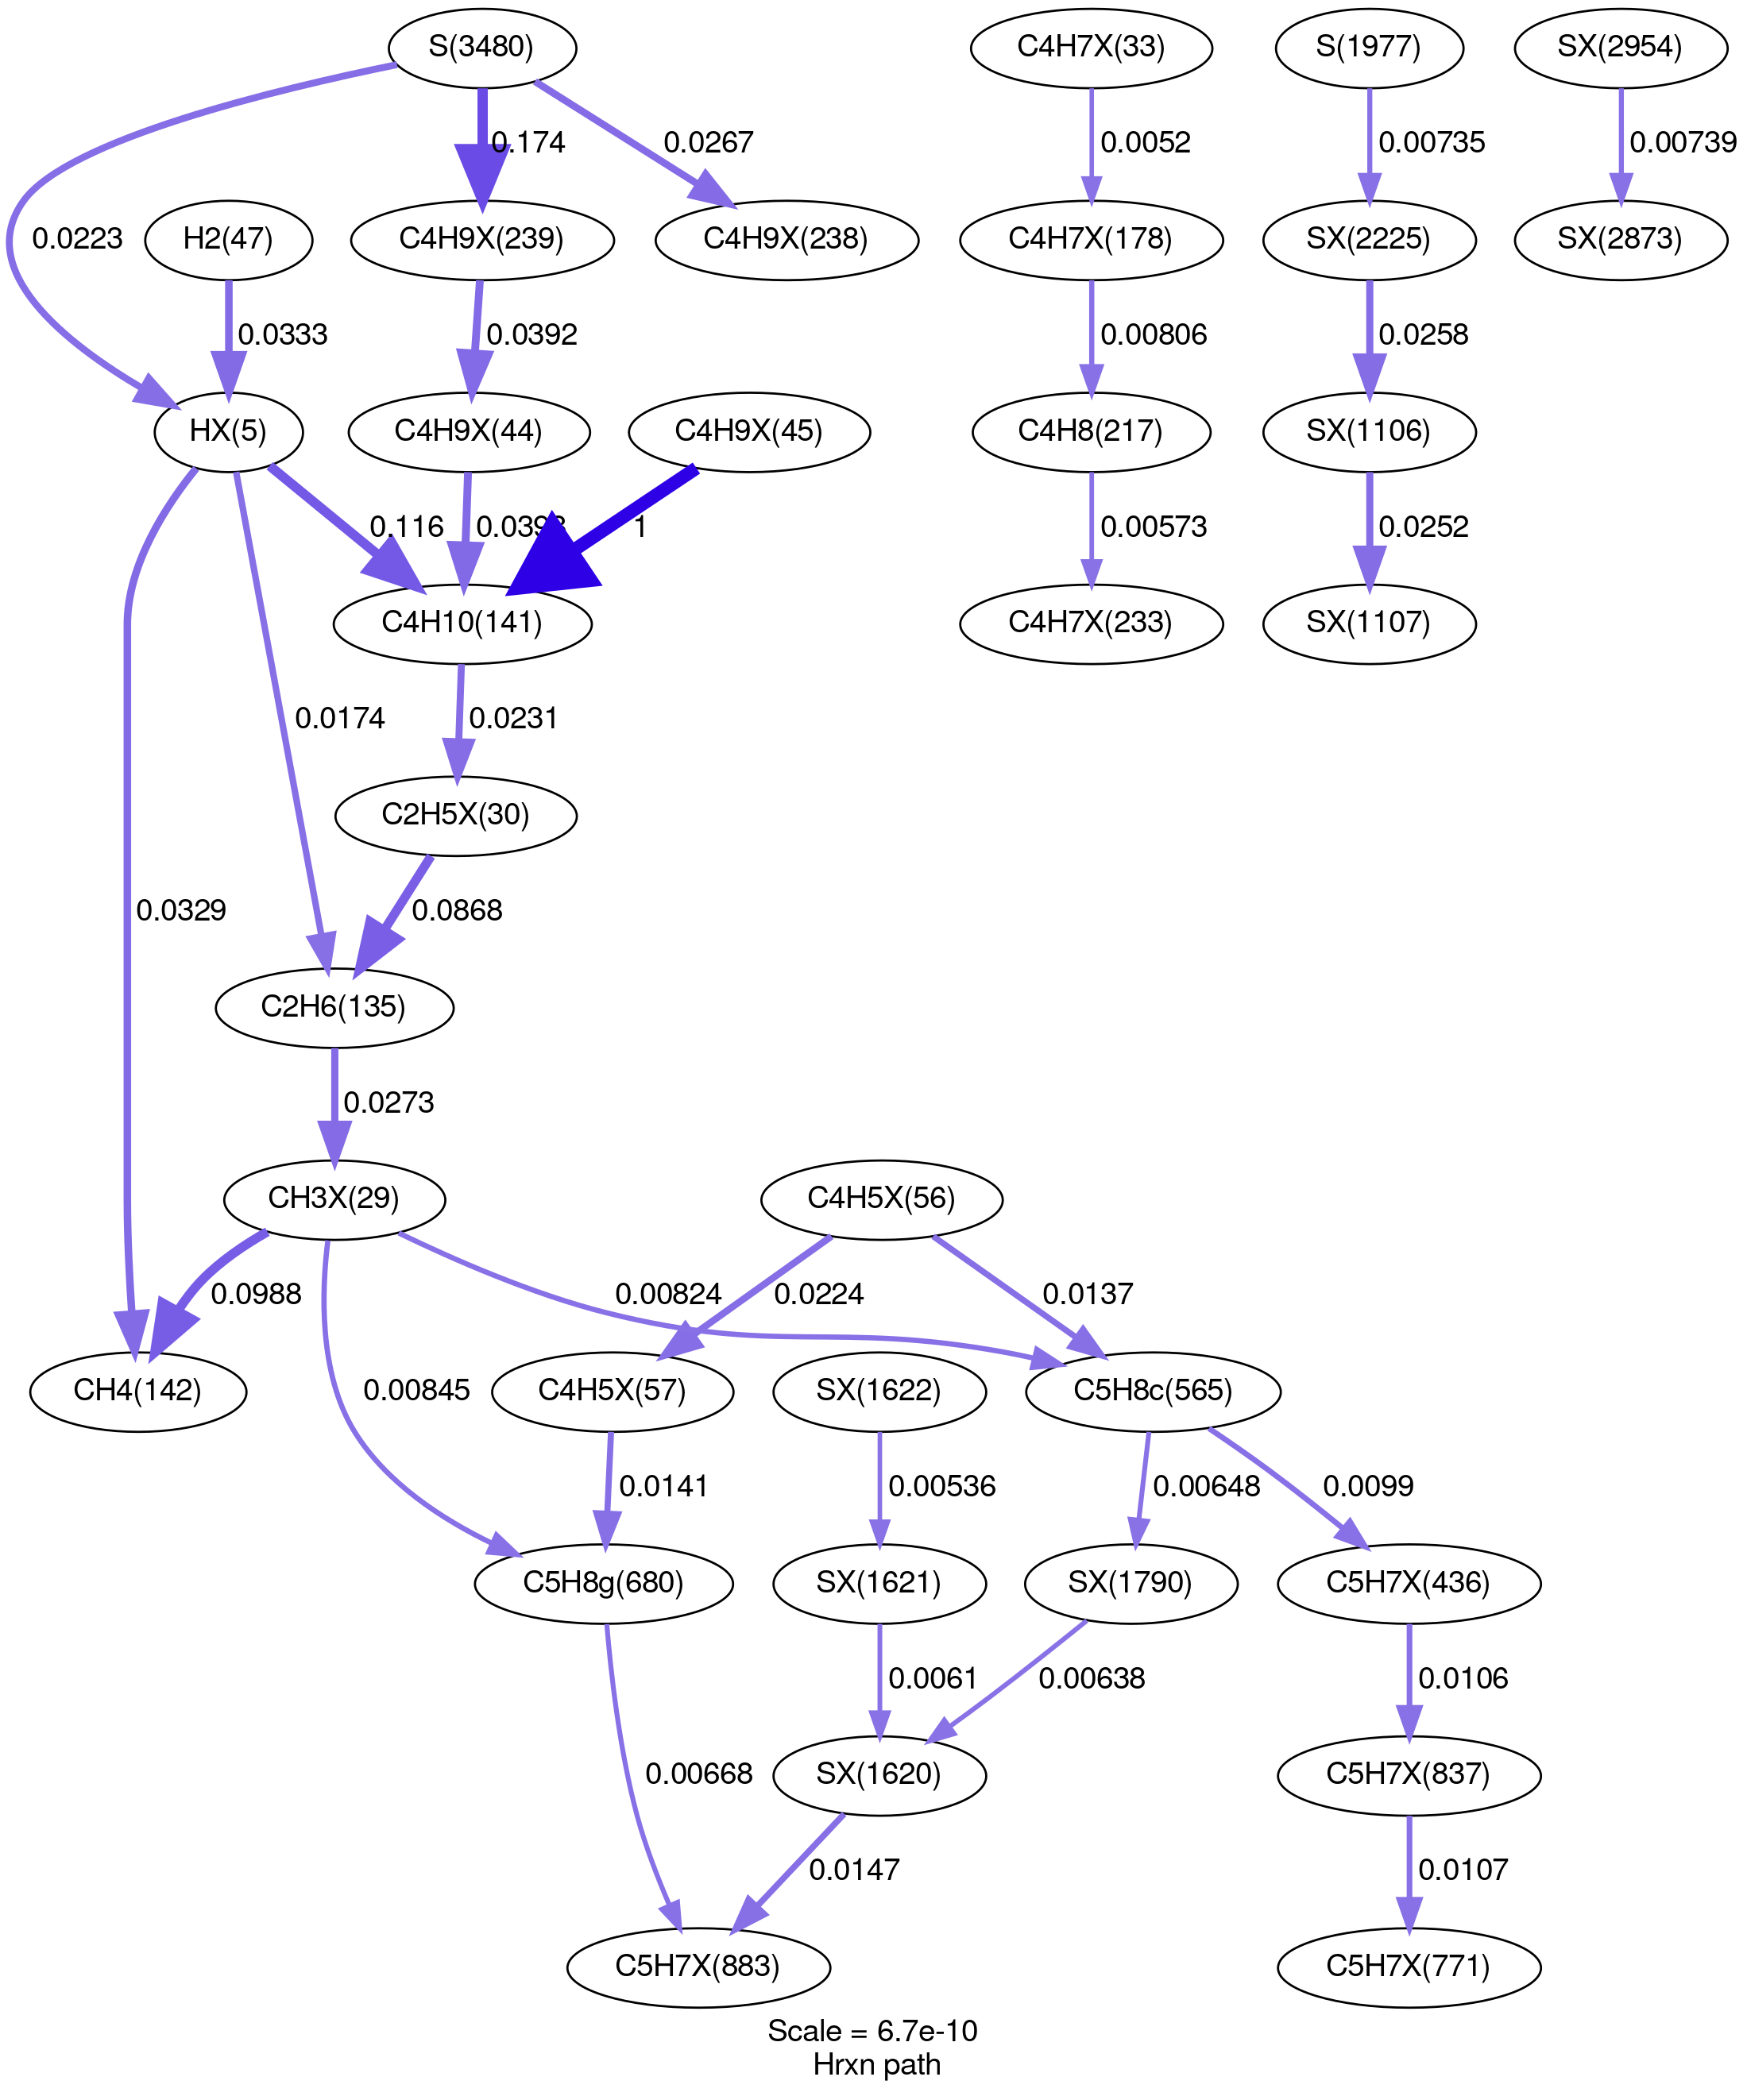 S(3480)
C4H7X(33)
S(1977)
SX(2954)
0.174
0.0267
0.0052
0.00735
0.00739
0.0223
H2(47)
C4H9X(239)
C4H9X(238)
C4H7X(178)
SX(2225)
SX(2873)
0.0333
0.0392
0.00806
0.0258
HX(5)
C4H9X(44)
C4H9X(45)
C4H8(217)
SX(1106)
0.116
1
0.00573
0.0252
C4H10(141)
C4H7X(233)
SX(1107)
0.0174
0.0231
C2H5X(30)
0.0329
0.0868
C2H6(135)
0.0273
CH3X(29)
C4H5X(56)
0.0988
0.00824
0.0224
0.0137
CH4(142)
0.00845
C4H5X(57)
SX(1622)
C5H8c(565)
0.0141
0.00536
0.00648
0.0099
C5H8g(680)
SX(1621)
SX(1790)
C5H7X(436)
0.0061
0.00638
0.0106
0.00668
SX(1620)
C5H7X(837)
0.0147
0.0107
C5H7X(883)
C5H7X(771)
Scale = 6.7e-10
Hrxn path